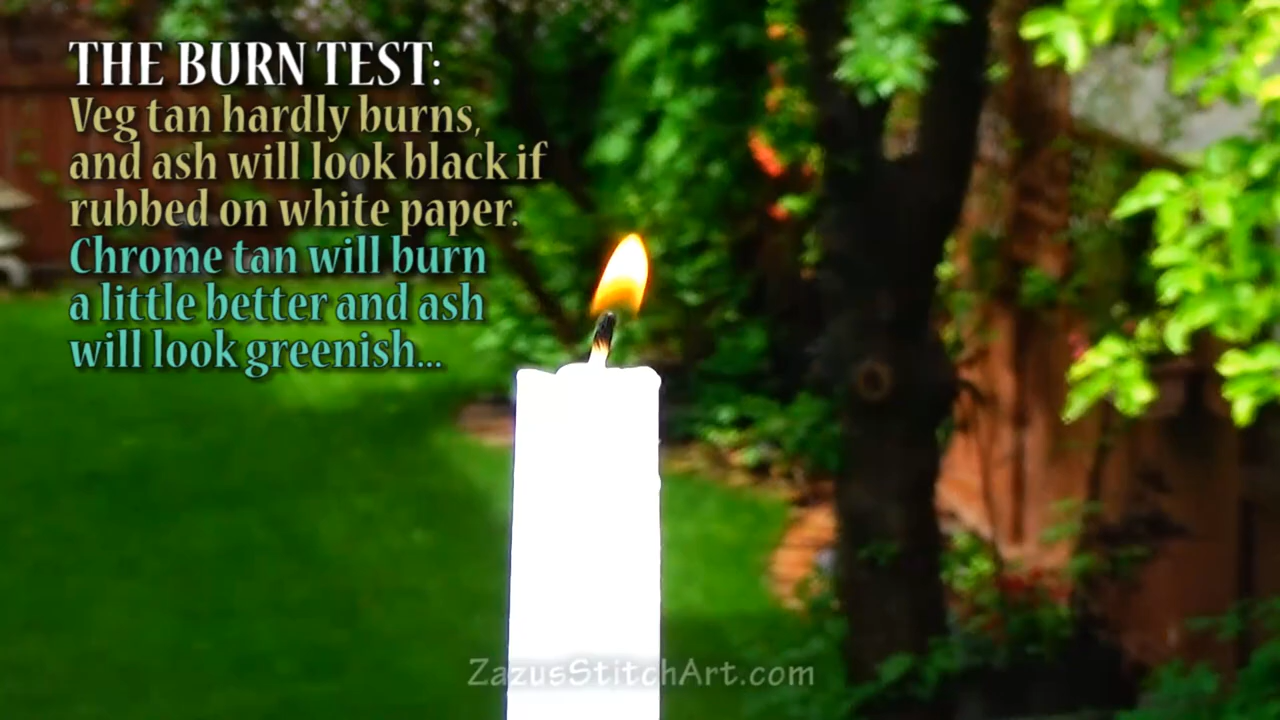 THE BURN TEST:
Veg tan hardly burns,
and ash will look black if
rubbed on white paper.
Chrome tan will burn
a little better and ash
will look greenish...
ZazusStitchArt.com